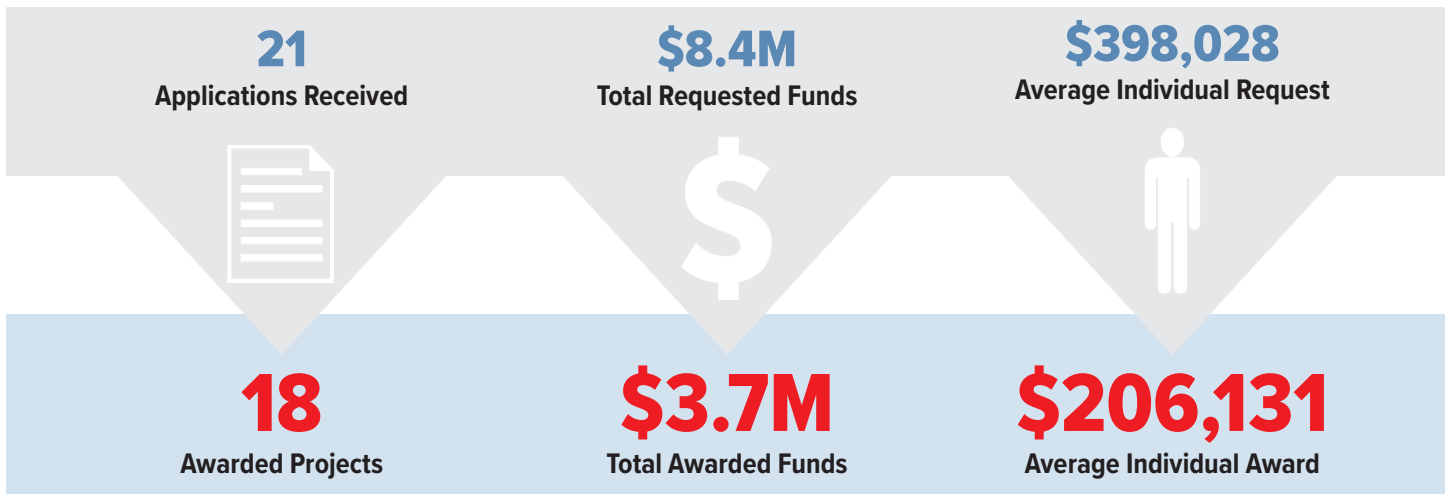 21
Applications Received
$8.4M
Total Requested Funds
$398,028
Average Individual Request
18
Awarded Projects
$3.7M
Total Awarded Funds
$206,131
Average Individual Award